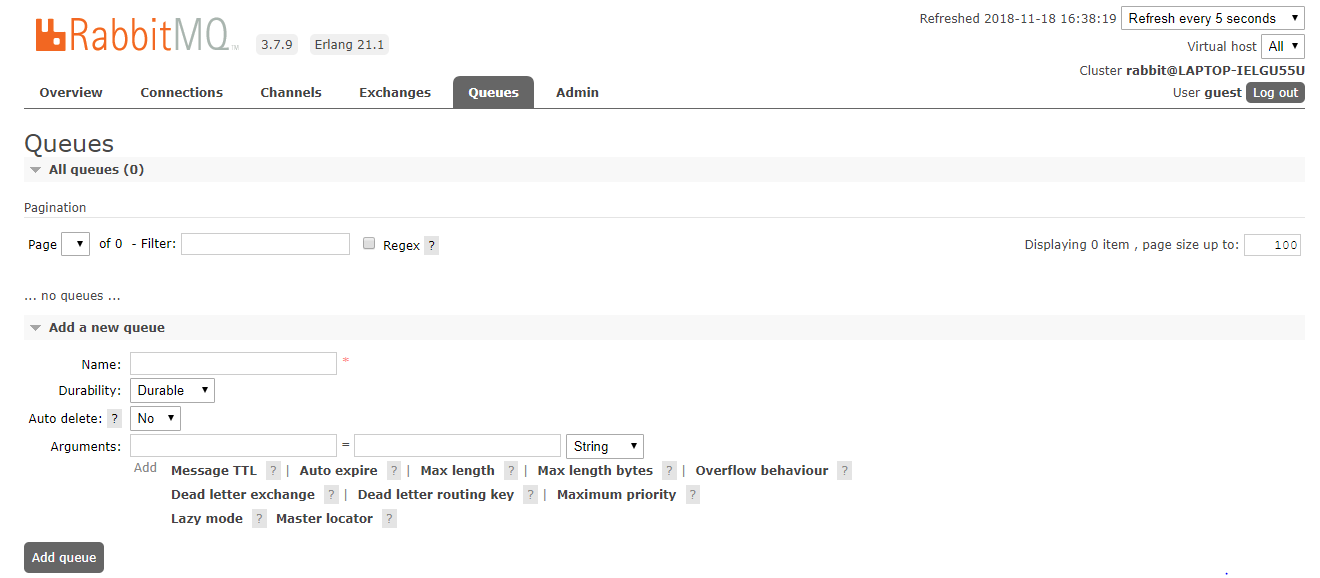 RabbitMQ TM 3.7.9 Erlang 21.1
Refreshed 2018-11-18 16:38:19 Refresh every 5 seconds
Virtual host All
Cluster rabbit@LAPTOP-IELGU55U
User guest Log out
Overview Connections Channels Exchanges Queues Admin
Queues
All queues (0)
Pagination
Page of 0 - Filter: Regex ? Displaying 0 item , page size up to: 100
... no queues ...
Add a new queue
Name: *
Durability: Durable
Auto delete: ? No
Arguments: = String
Add Message TTL ? | Auto expire ? | Max length ? | Max length bytes ? | Overflow behaviour ?
Dead letter exchange ? | Dead letter routing key ? | Maximum priority ?
Lazy mode ? Master locator ?
Add queue